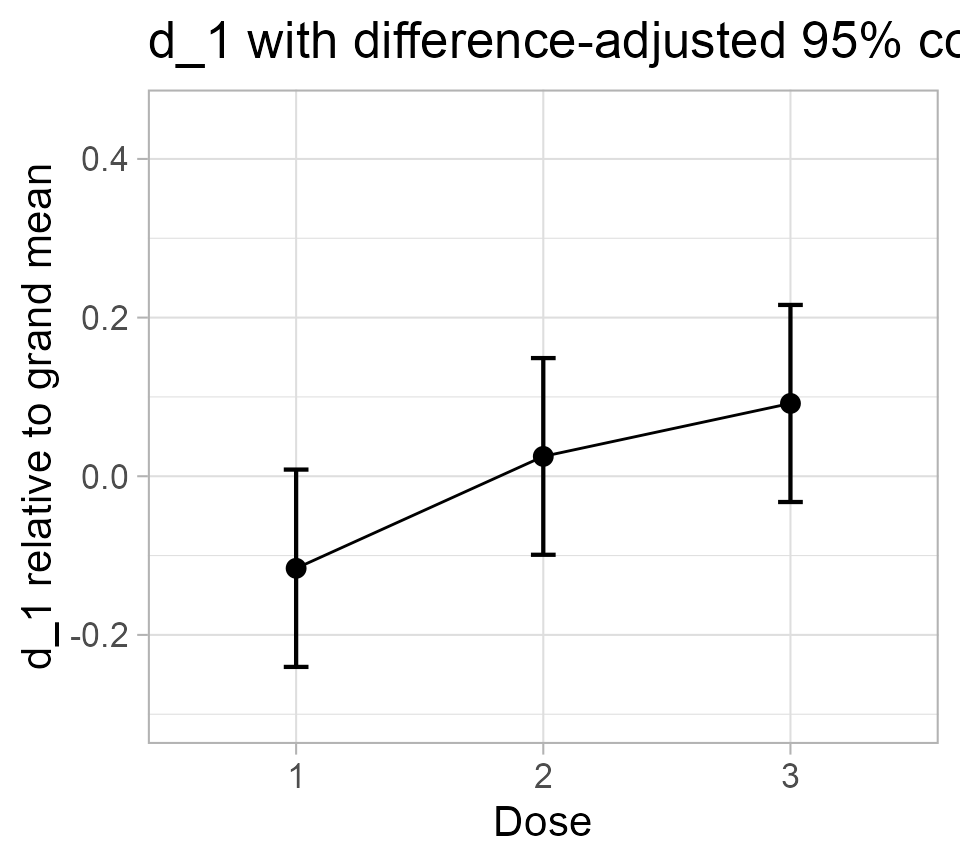 d_1 with difference-adjusted 95% co
d_1 relative to grand mean
0.4
0.2
0.0
-0.2
1
2
3
Dose